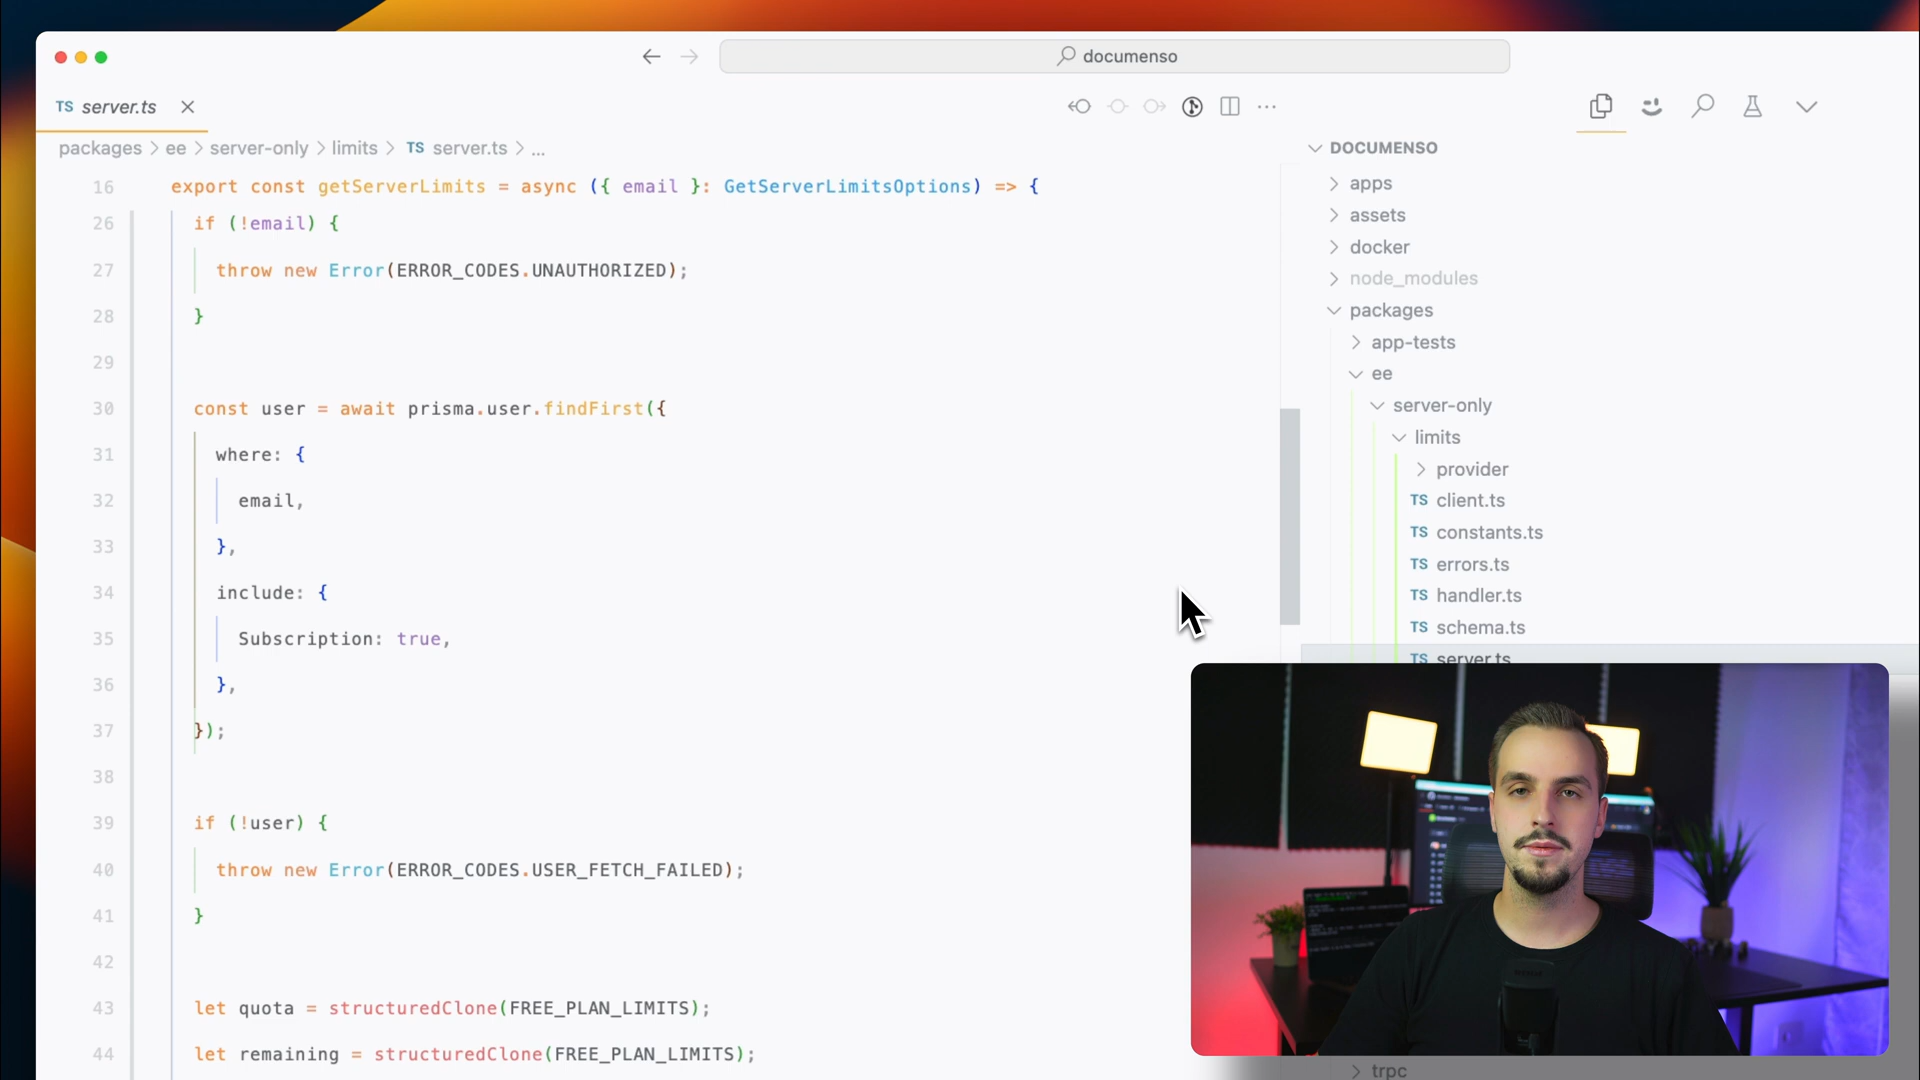 documenso
TS server.ts
packages > ee > server-only > limits > TS server.ts > ...
16 export const getServerLimits = async ({ email }: GetServerLimitsOptions) => {
26 if (!email) {
27 throw new Error(ERROR_CODES.UNAUTHORIZED);
28 }
29
30 const user = await prisma.user.findFirst({
31 where: {
32 email,
33 },
34 include: {
35 Subscription: true,
36 },
37 });
38
39 if (!user) {
40 throw new Error(ERROR_CODES.USER_FETCH_FAILED);
41 }
42
43 let quota = structuredClone(FREE_PLAN_LIMITS);
44 let remaining = structuredClone(FREE_PLAN_LIMITS);
DOCUMENSO
apps
assets
docker
node_modules
packages
app-tests
ee
server-only
limits
provider
TS client.ts
TS constants.ts
TS errors.ts
TS handler.ts
TS schema.ts
TS server.ts
trpc